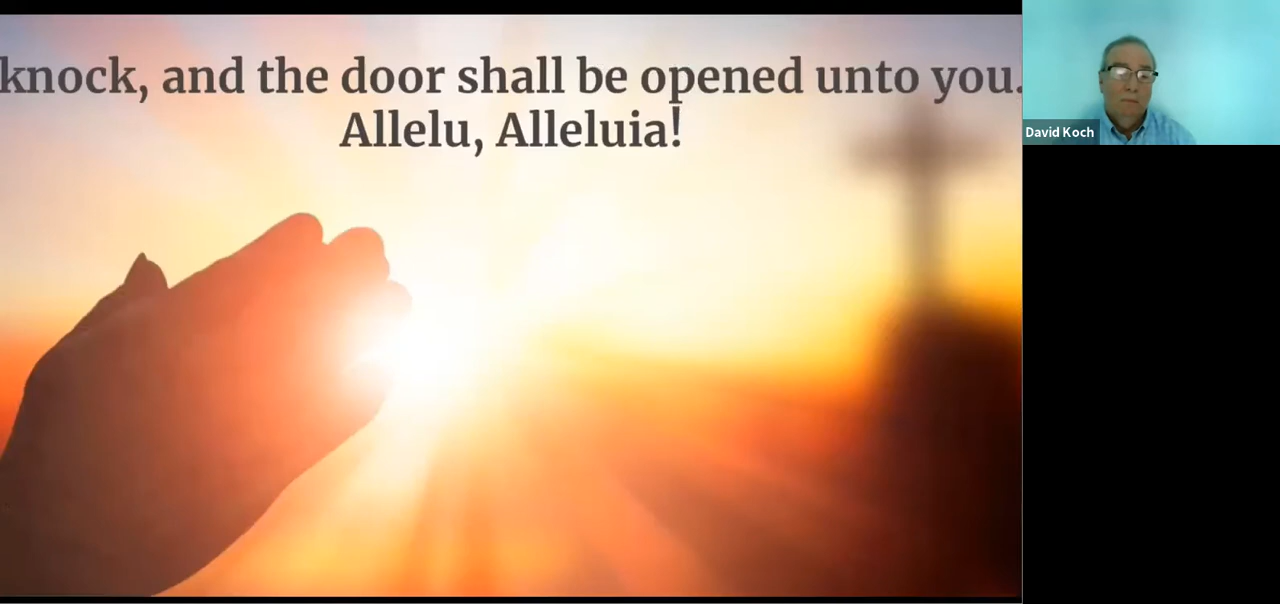 knock, and the door shall be opened unto you.
Allelu, Alleluia!
David Koch